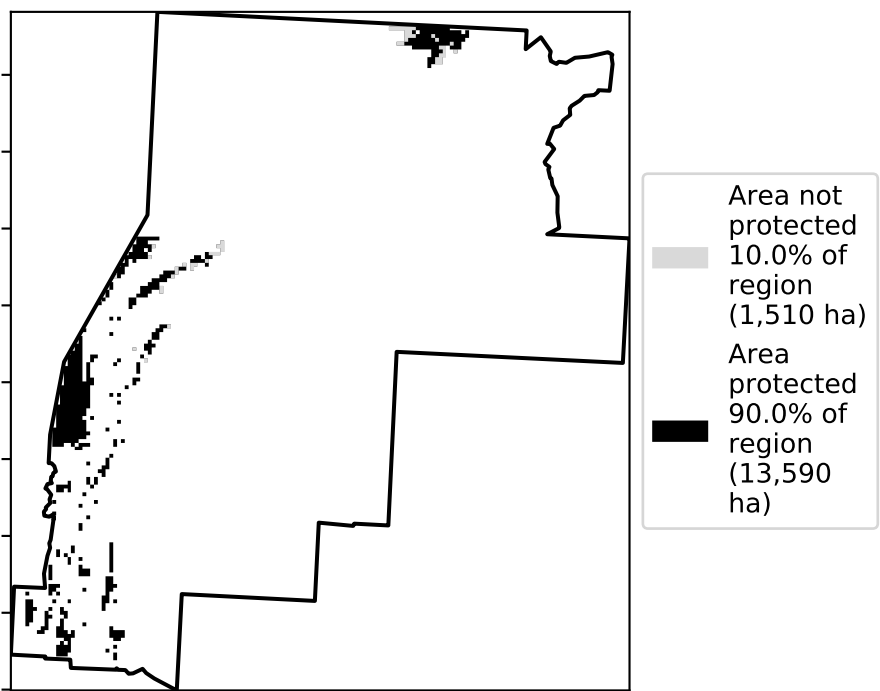 Area not
protected
10.0% of
region
(1,510 ha)
Area
protected
90.0% of
region
(13,590
ha)